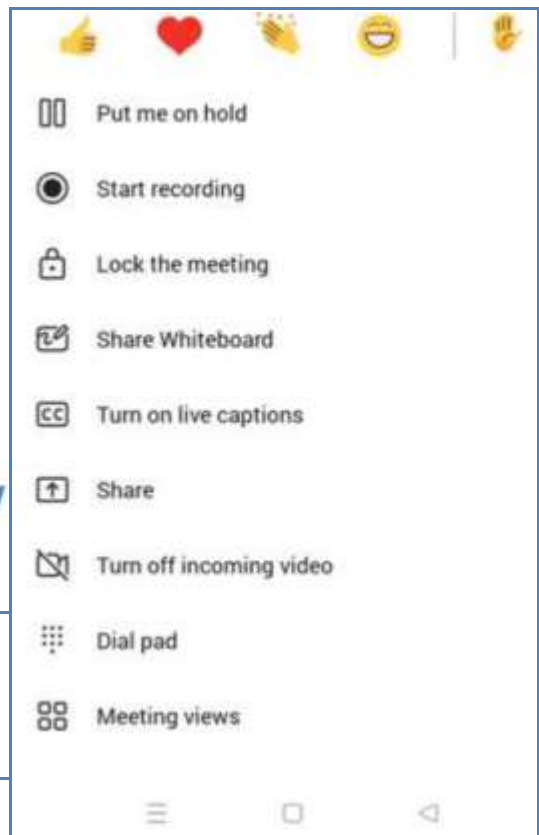 Put me on hold
Start recording
Lock the meeting
Share Whiteboard
CC Turn on live captions
Share
Turn off incoming video
Dial pad
Meeting views